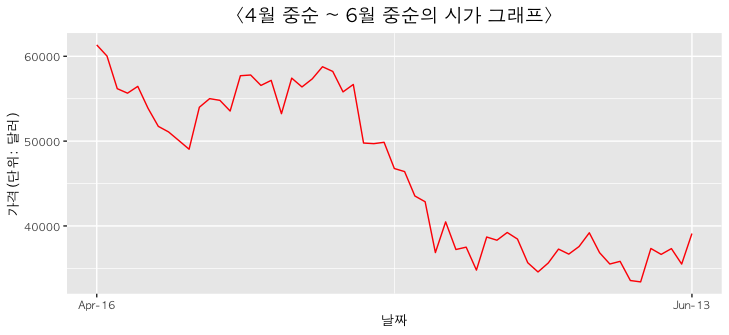 〈4월 중순 ~ 6월 중순의 시가 그래프〉
60000
50000
40000
가격(단위: 달러)
Apr-16
Jun-13
날짜